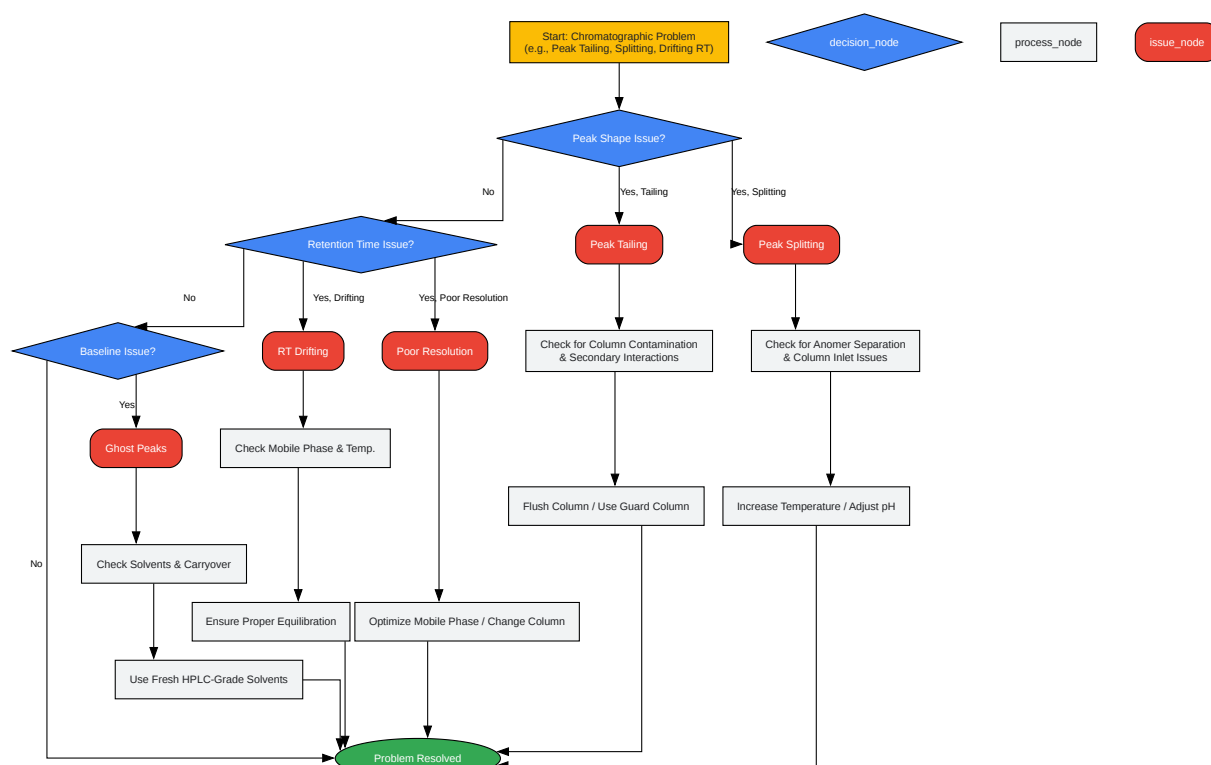 Start: Chromatographic Problem
(e.g., Peak Tailing, Splitting, Drifting RT)
decision_node
process_node
issue_node
Peak Shape Issue?
No
Yes, Tailing
Yes, Splitting
Retention Time Issue?
Peak Tailing
Peak Splitting
No
Yes, Drifting
Yes, Poor Resolution
Baseline Issue?
RT Drifting
Poor Resolution
Check for Column Contamination
& Secondary Interactions
Check for Anomer Separation
& Column Inlet Issues
Yes
Ghost Peaks
Check Mobile Phase & Temp.
Flush Column / Use Guard Column
Increase Temperature / Adjust pH
No
Check Solvents & Carryover
Ensure Proper Equilibration
Optimize Mobile Phase / Change Column
Use Fresh HPLC-Grade Solvents
Problem Resolved